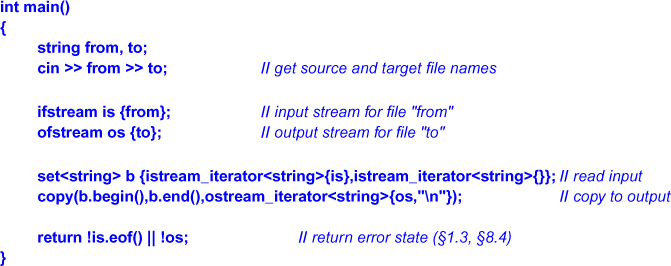 int main()
{
string from, to;
cin >> from >> to; // get source and target file names
ifstream is {from}; // input stream for file "from"
ofstream os {to}; // output stream for file "to"
set<string> b {istream_iterator<string>{is},istream_iterator<string>{}}; // read input
copy(b.begin(),b.end(),ostream_iterator<string>{os,"\n"}); // copy to output
return !is.eof() || !os; // return error state (§1.3, §8.4)
}